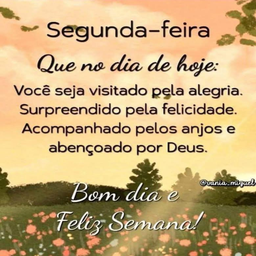 Segunda-feira
Que no dia de hoje:
Você seja visitado pela alegria.
Surpreendido pela felicidade.
Acompanhado pelos anjos e
abençoado por Deus.
@vania_miguel
Bom dia e
Feliz Semana!